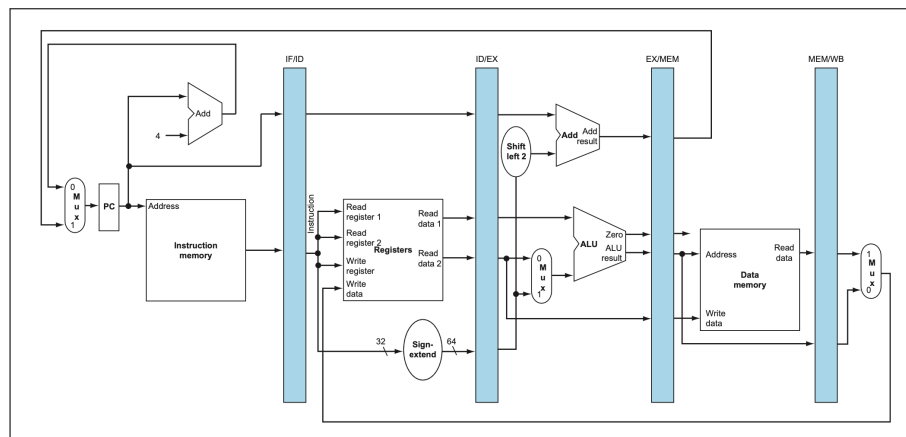 IF/ID
ID/EX
EX/MEM
MEM/WB
Add
4
Shift
left 2
Add
Add
result
0
M
u
x
1
PC
Address
Instruction
memory
Instruction
Read
register 1
Read
register 2
Registers
Write
register
Write
data
Read
data 1
Read
data 2
0
M
u
x
1
ALU
Zero
ALU
result
Address
Data
memory
Read
data
Write
data
1
M
u
x
0
32
Sign-
extend
64